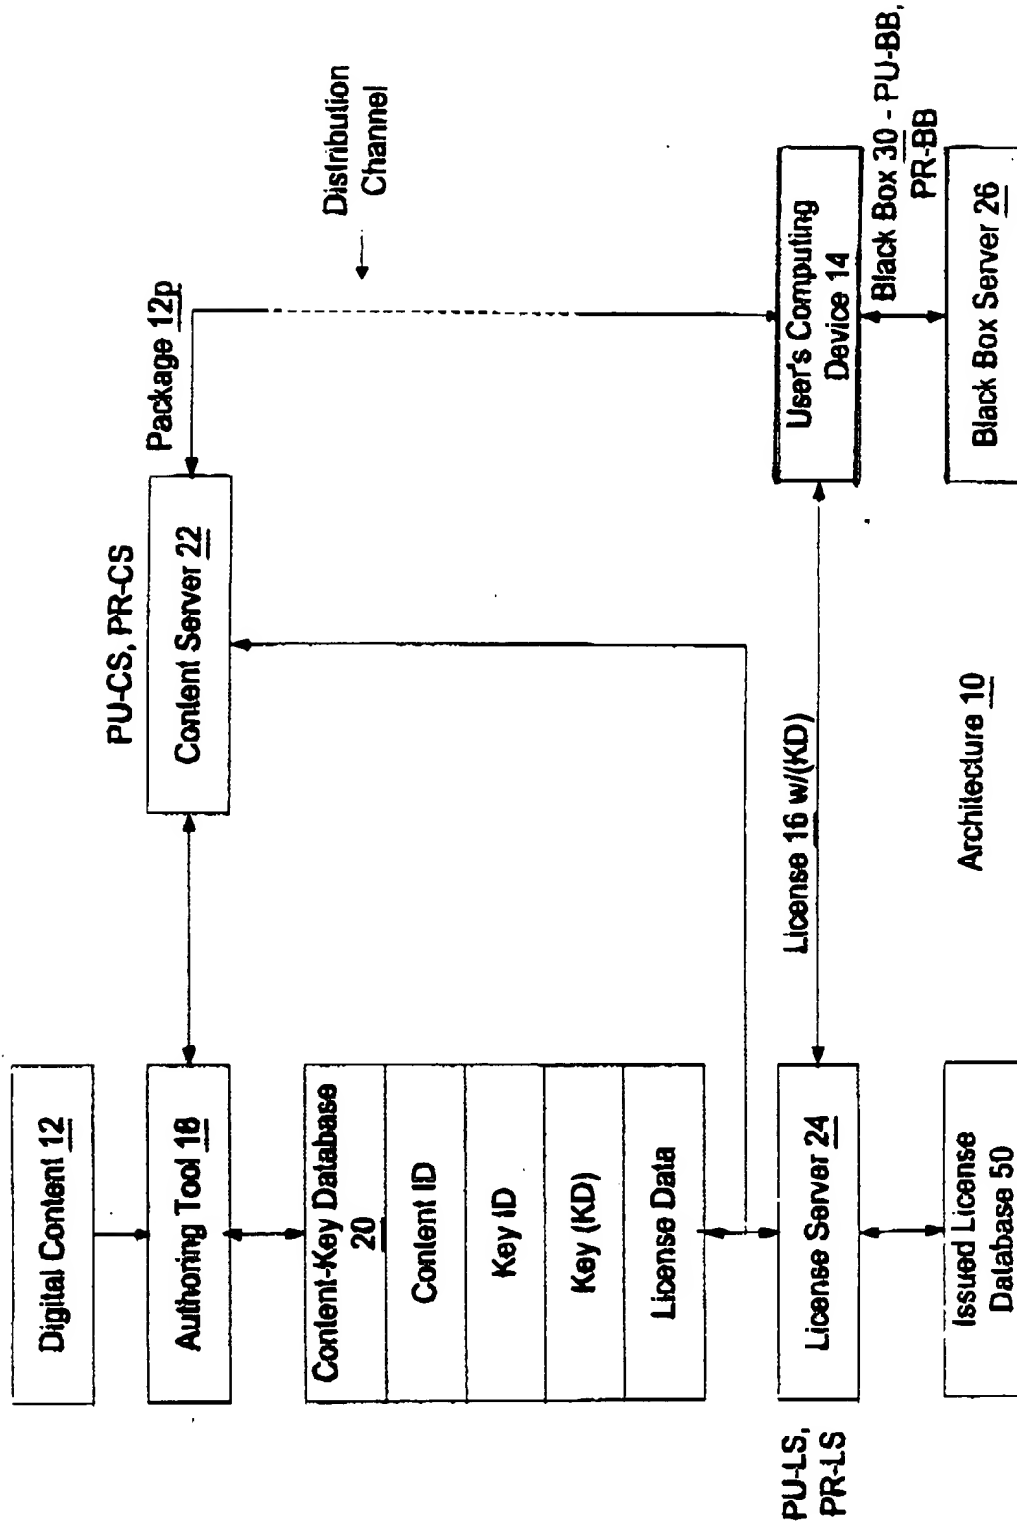 Digital Content 12
Authoring Tool 18
Content-Key Database
20
Content ID
Key ID
Key (KD)
License Data
PU-LS,
PR-LS
License Server 24
Issued License
Database 50
PU-CS, PR-CS
Content Server 22
Package 12p
Distribution
Channel
License 16 w/(KD)
User's Computing
Device 14
Black Box 30 - PU-BB,
PR-BB
Black Box Server 26
Architecture 10